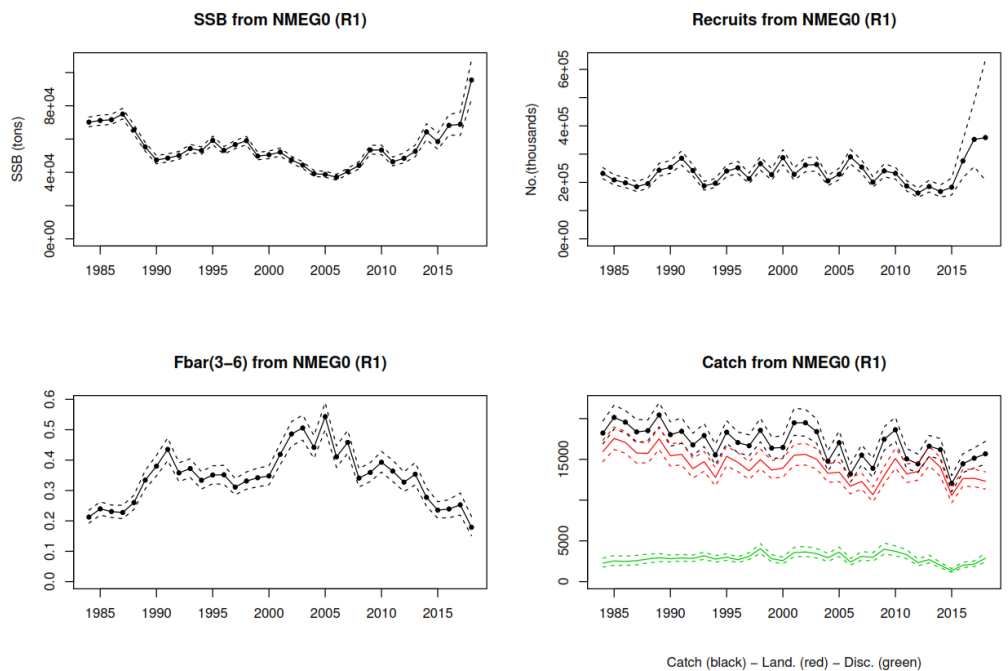 SSB from NMEG0 (R1)
SSB (tons)
0e+00 4e+04 8e+04
1985 1990 1995 2000 2005 2010 2015
Recruits from NMEG0 (R1)
No.(thousands)
0e+00 2e+05 4e+05 6e+05
1985 1990 1995 2000 2005 2010 2015
Fbar(3−6) from NMEG0 (R1)
0.0 0.1 0.2 0.3 0.4 0.5 0.6
1985 1990 1995 2000 2005 2010 2015
Catch from NMEG0 (R1)
0 5000 15000
1985 1990 1995 2000 2005 2010 2015
Catch (black) − Land. (red) − Disc. (green)